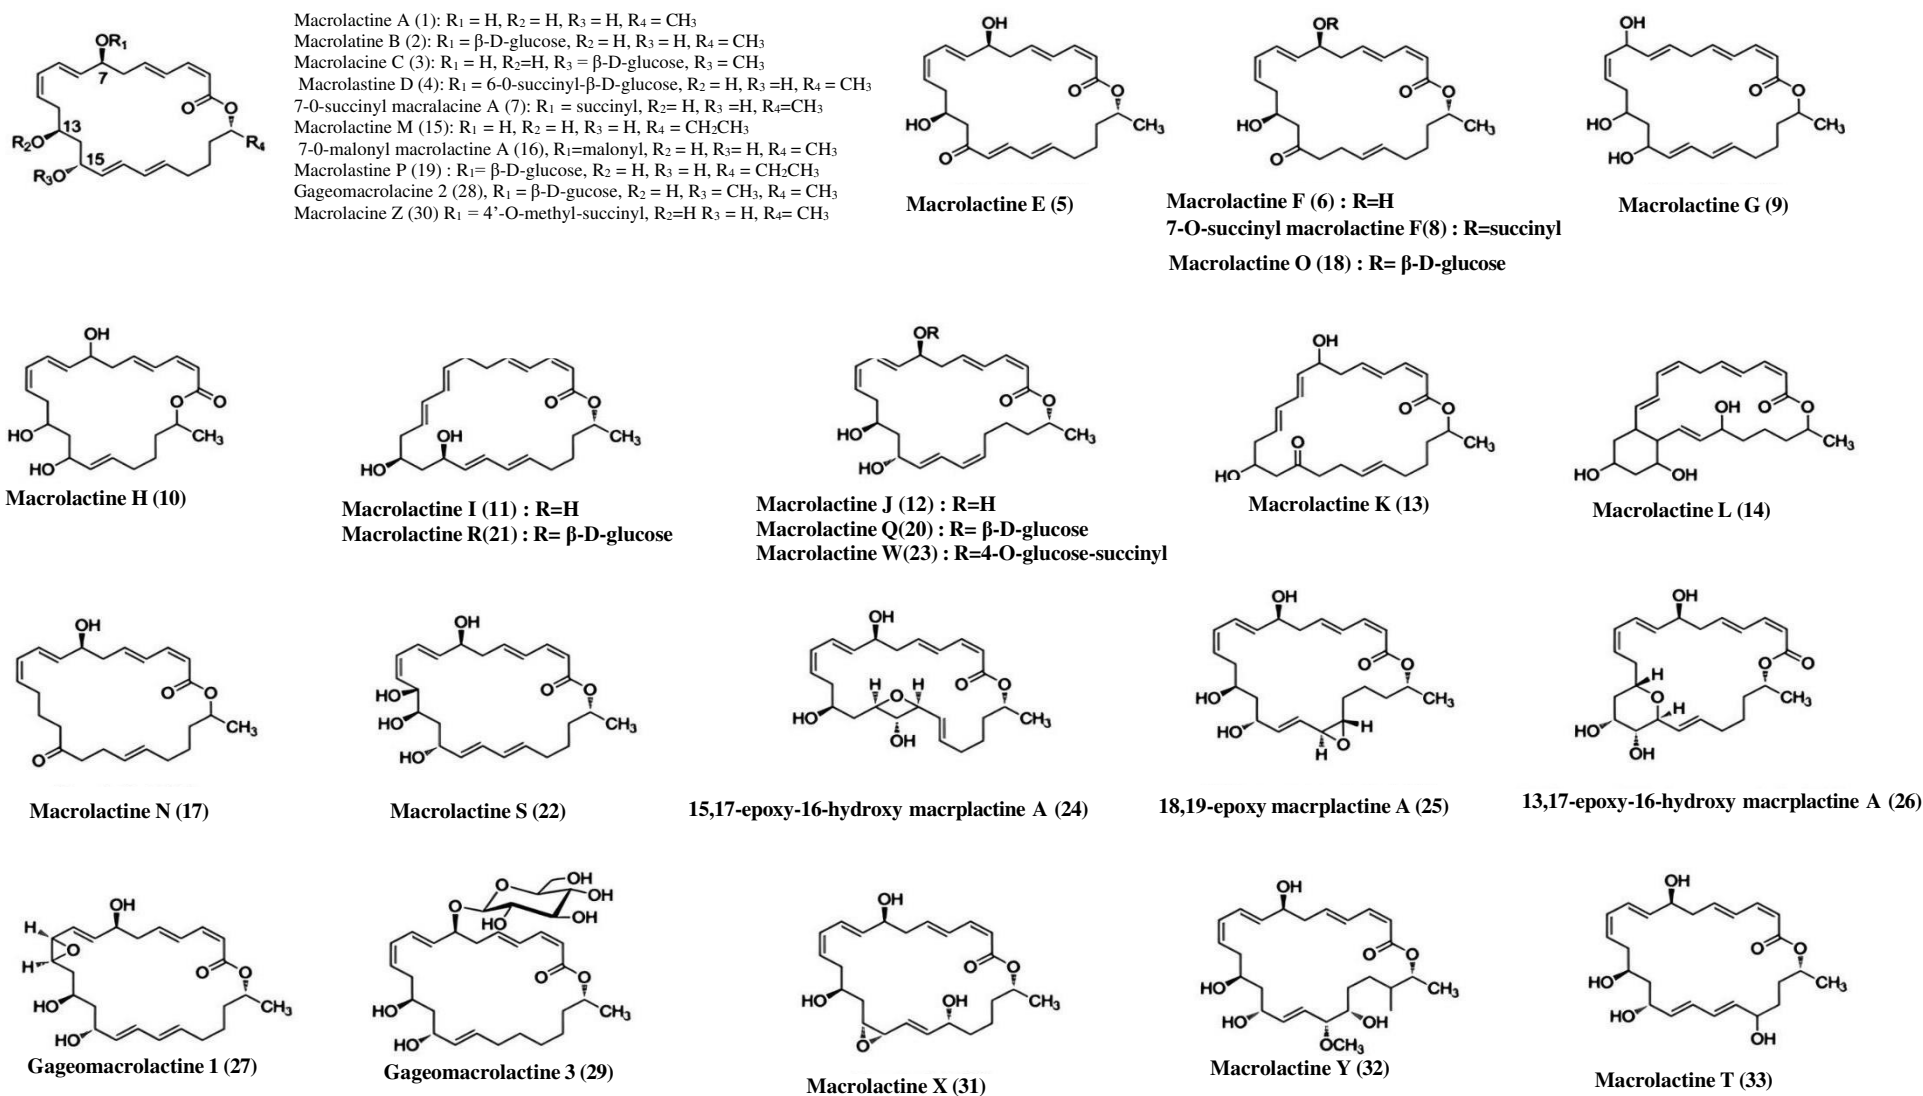 Macrolactine A (1): R₁ = H, R₂ = H, R₃ = H, R₄ = CH₃
Macrolatine B (2): R₁ = β-D-glucose, R₂ = H, R₃ = H, R₄ = CH₃
Macrolacine C (3): R₁ = H, R₂=H, R₃ = β-D-glucose, R₃ = CH₃
Macrolastine D (4): R₁ = 6-0-succinyl-β-D-glucose, R₂ = H, R₃ =H, R₄ = CH₃
7-0-succinyl macralacine A (7): R₁ = succinyl, R₂= H, R₃ =H, R₄=CH₃
Macrolactine M (15): R₁ = H, R₂ = H, R₃ = H, R₄ = CH₂CH₃
7-0-malonyl macrolactine A (16), R₁=malonyl, R₂ = H, R₃= H, R₄ = CH₃
Macrolastine P (19) : R₁= β-D-glucose, R₂ = H, R₃ = H, R₄ = CH₂CH₃
Gageomacrolacine 2 (28), R₁ = β-D-gucose, R₂ = H, R₃ = CH₃, R₄ = CH₃
Macrolacine Z (30) R₁ = 4’-O-methyl-succinyl, R₂=H R₃ = H, R₄= CH₃
OR₁
7
O
O
13
R₂O
15
R₃O
R₄
OH
O
O
CH₃
HO
O
Macrolactine E (5)
OR
O
O
CH₃
HO
O
Macrolactine F (6) : R=H
7-O-succinyl macrolactine F(8) : R=succinyl
Macrolactine O (18) : R= β-D-glucose
OH
O
O
CH₃
HO
HO
Macrolactine G (9)
OH
O
O
CH₃
HO
HO
Macrolactine H (10)
O
O
CH₃
OH
HO
Macrolactine I (11) : R=H
Macrolactine R(21) : R= β-D-glucose
OR
O
O
CH₃
HO
HO
Macrolactine J (12) : R=H
Macrolactine Q(20) : R= β-D-glucose
Macrolactine W(23) : R=4-O-glucose-succinyl
OH
O
O
CH₃
O
HO
Macrolactine K (13)
OH
O
O
CH₃
HO
OH
Macrolactine L (14)
OH
O
O
CH₃
O
Macrolactine N (17)
OH
O
O
CH₃
HO
HO
HO
Macrolactine S (22)
OH
H
O
H
O
O
CH₃
HO
OH
15,17-epoxy-16-hydroxy macrplactine A (24)
OH
O
O
CH₃
HO
HO
H
H
O
18,19-epoxy macrplactine A (25)
OH
O
O
CH₃
H
O
H
HO
OH
13,17-epoxy-16-hydroxy macrplactine A (26)
OH
H
O
H
O
O
CH₃
HO
HO
Gageomacrolactine 1 (27)
O
OH
OH
O
HO
OH
O
O
CH₃
HO
HO
Gageomacrolactine 3 (29)
OH
O
O
CH₃
HO
OH
O
Macrolactine X (31)
OH
O
O
CH₃
HO
HO
OH
OCH₃
Macrolactine Y (32)
OH
O
O
CH₃
HO
HO
OH
Macrolactine T (33)